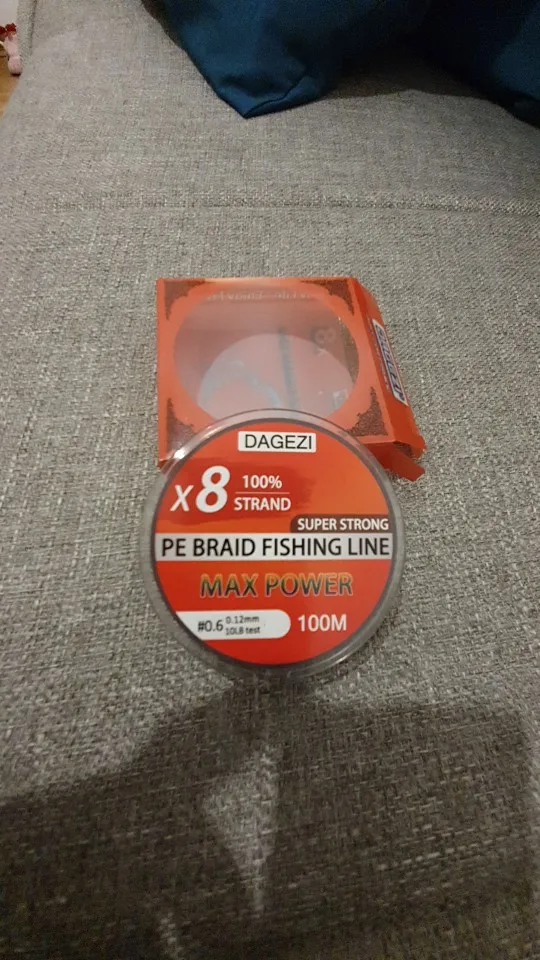 DAGEZI
X8 100%
STRAND
SUPER STRONG
PE BRAID FISHING LINE
MAX POWER
#0.6 0.12mm
10LB test
100M